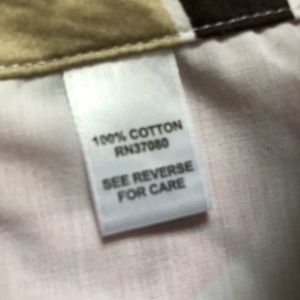 100% COTTON
RN37080
SEE REVERSE
FOR CARE